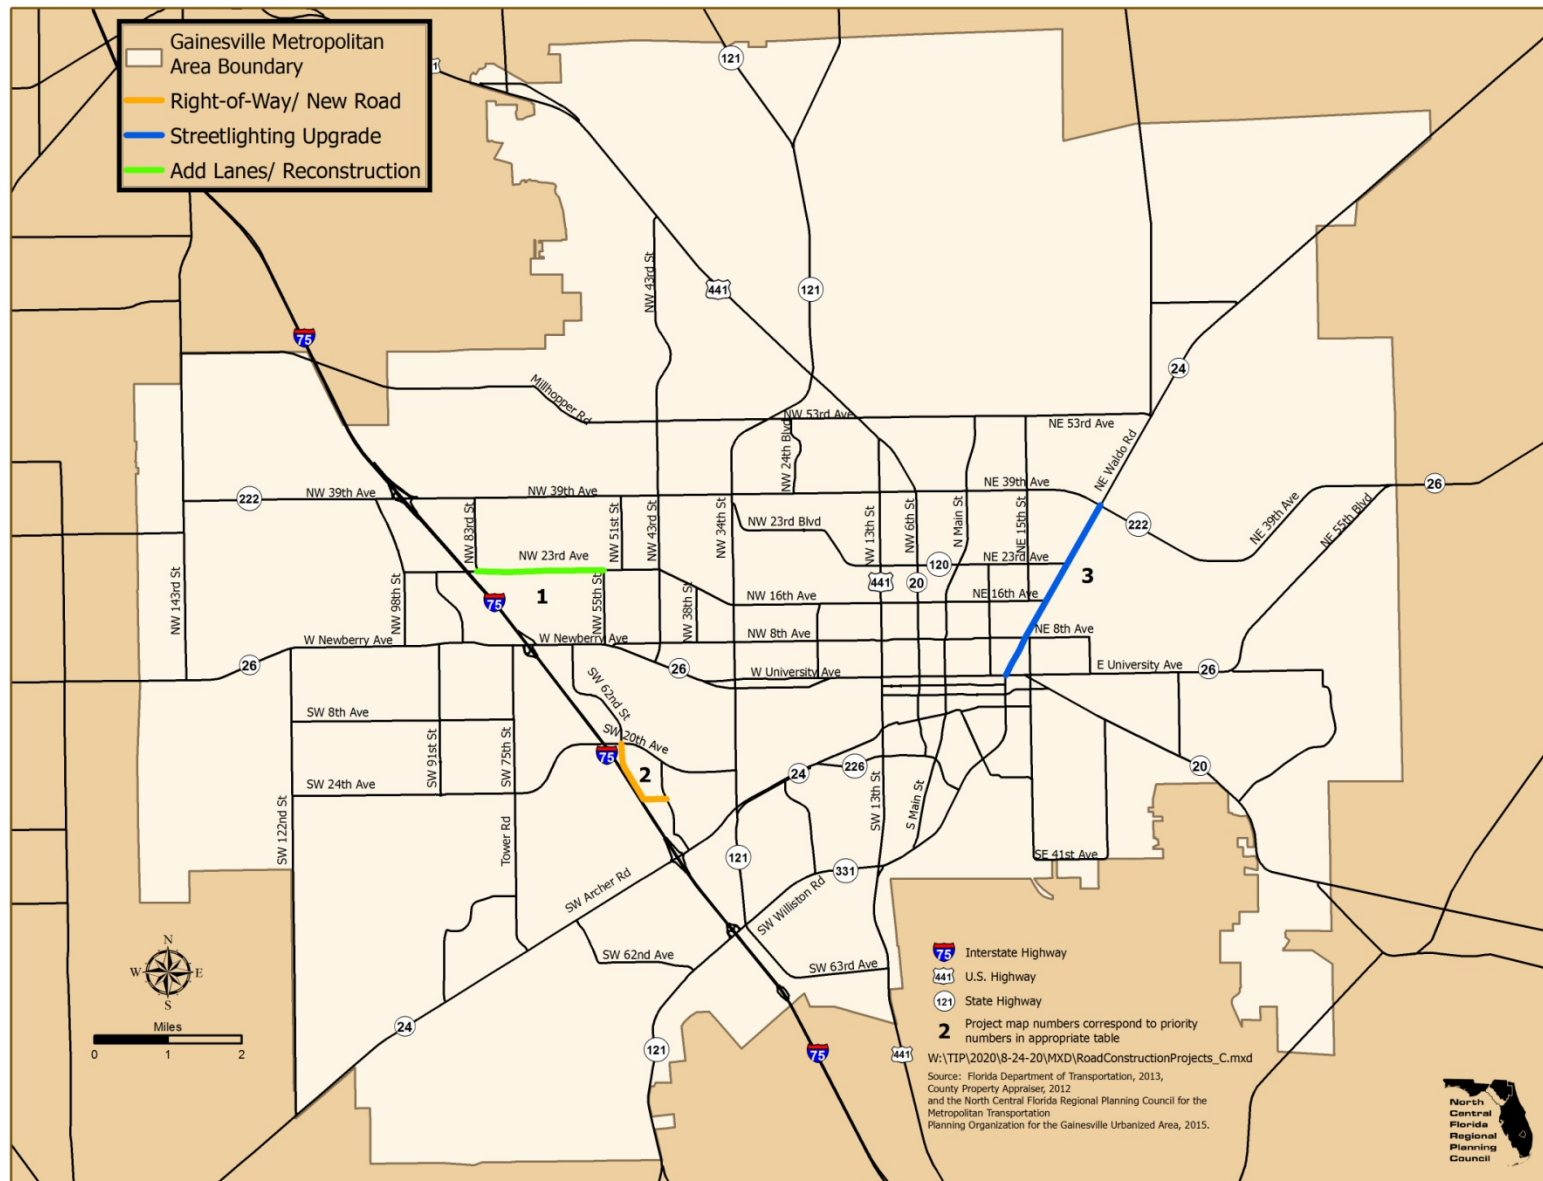 Gainesville Metropolitan
Area Boundary
Right-of-Way/ New Road
Streetlighting Upgrade
Add Lanes/ Reconstruction
121
441
121
NW 43rd St
75
24
Millhopper Rd
NW 53rd Ave
NE 53rd Ave
NW 24th Blvd
NE Waldo Rd
222
NW 39th Ave
NW 39th Ave
NE 39th Ave
26
222
NE 39th Ave
NE 55th Blvd
NW 83rd St
NW 51st St
NW 43rd St
NW 34th St
NW 23rd Blvd
NW 13th St
NW 6th St
N Main St
NE 15th St
NW 23rd Ave
120
NE 23rd Ave
441
20
3
NW 143rd St
NW 98th St
75
1
NW 55th St
NW 38th St
NW 16th Ave
NE 16th Ave
W Newberry Ave
W Newberry Ave
NW 8th Ave
NE 8th Ave
26
26
W University Ave
E University Ave
26
SW 62nd St
SW 8th Ave
SW 91st St
SW 75th St
SW 20th Ave
75
2
24
226
20
SW 24th Ave
SW 122nd St
Tower Rd
SW 13th St
S Main St
121
331
SE 41st Ave
SW Archer Rd
SW Williston Rd
SW 62nd Ave
SW 63rd Ave
24
121
75
441
N
W
E
S
Miles
0 1 2
75 Interstate Highway
441 U.S. Highway
121 State Highway
2 Project map numbers correspond to priority
numbers in appropriate table
W:\TIP\2020\8-24-20\MXD\RoadConstructionProjects_C.mxd
Source: Florida Department of Transportation, 2013,
County Property Appraiser, 2012
and the North Central Florida Regional Planning Council for the
Metropolitan Transportation
Planning Organization for the Gainesville Urbanized Area, 2015.
North
Central
Florida
Regional
Planning
Council